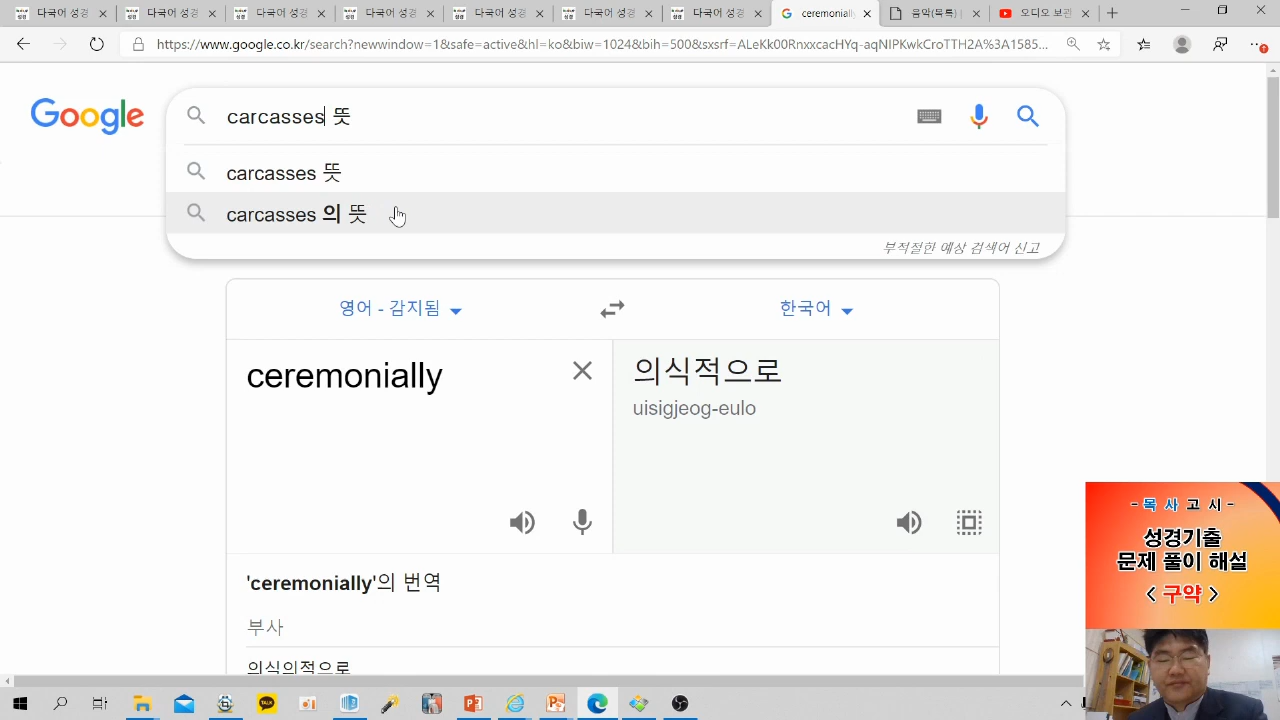 다국어 성경
다국어 성경
다국어 성경
다국어 성경
다국어 성경
다국어 성경
다국어 성경
ceremonially
음악(목록)
오디오 보관
https://www.google.co.kr/search?newwindow=1&safe=active&hl=ko&biw=1024&bih=500&sxsrf=ALeKk00RnxxcacHYq-aqNIPKwkCroTTH2A%3A1585...
Google
carcasses 뜻
carcasses 뜻
carcasses 의 뜻
부적절한 예상 검색어 신고
영어 - 감지됨
한국어
ceremonially
의식적으로
uisigjeog-eulo
'ceremonially'의 번역
부사
의식의적으로
- 목 사 고 시 -
성경기출
문제 풀이 해설
< 구약 >